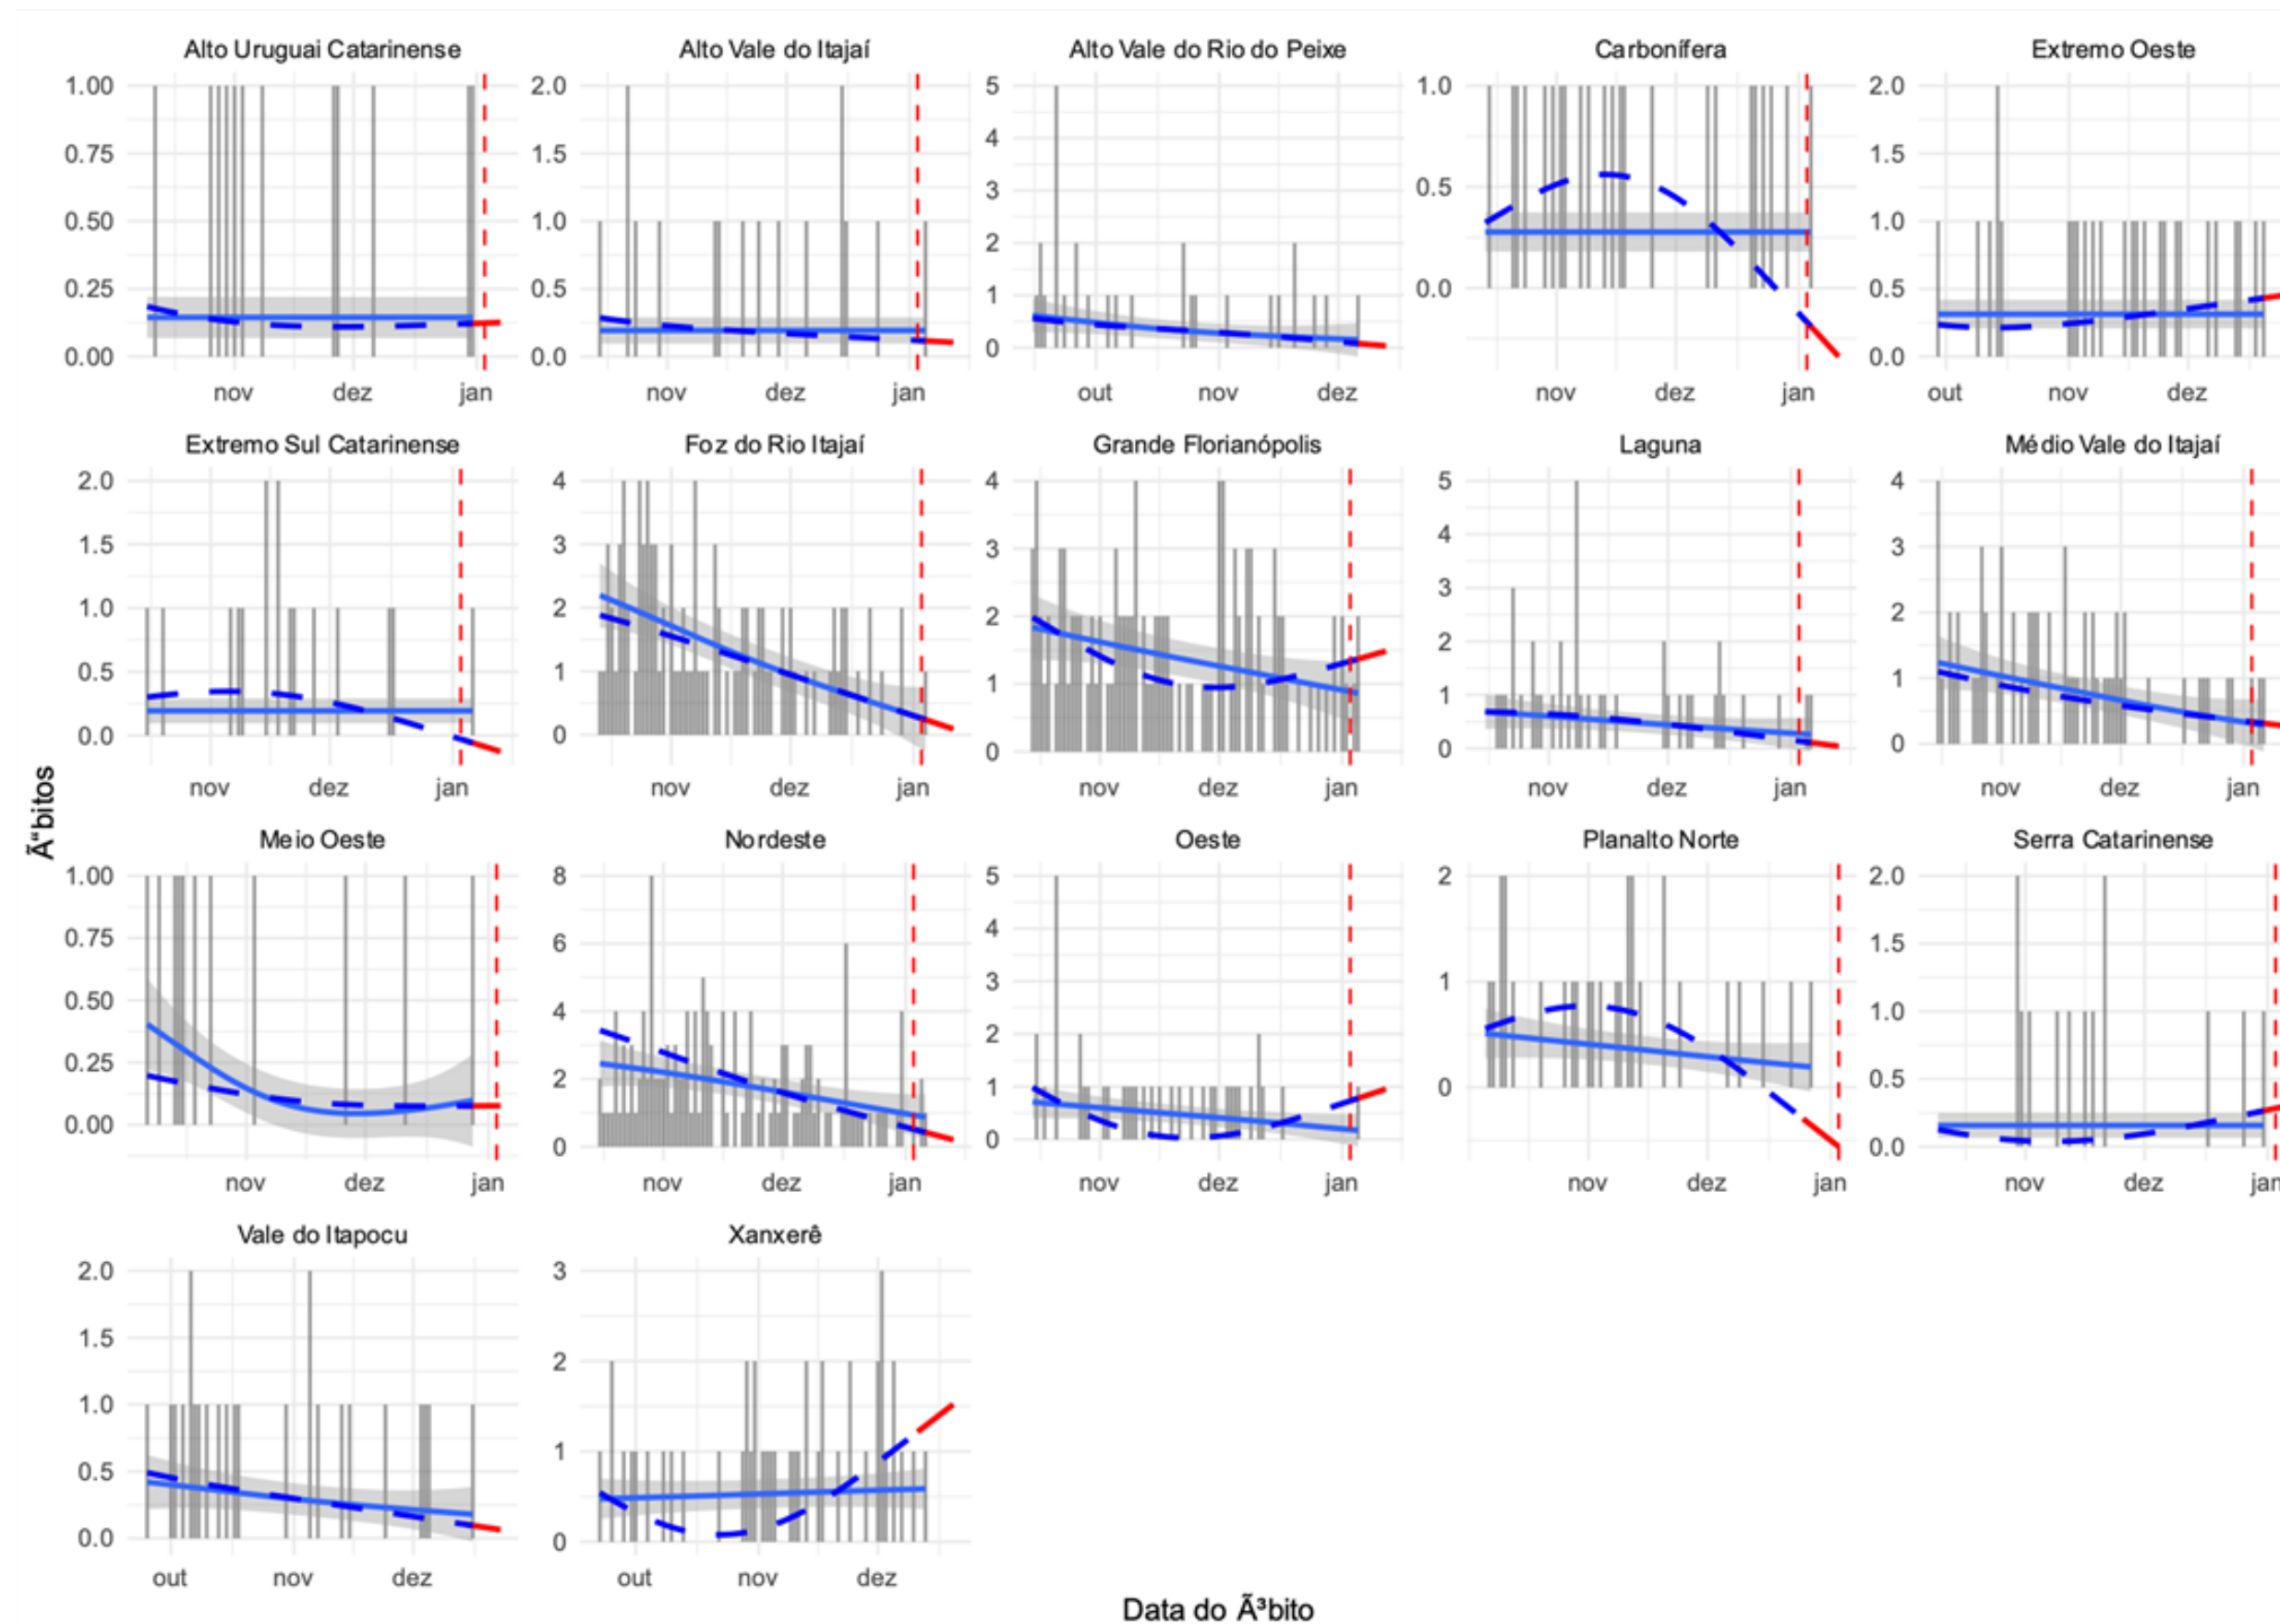 Alto Uruguai Catarinense
Alto Vale do Itajaí
Alto Vale do Rio do Peixe
Carbonífera
Extremo Oeste
1.00
0.75
0.50
0.25
0.00
2.0
1.5
1.0
0.5
0.0
5
4
3
2
1
0
1.0
0.5
0.0
2.0
1.5
1.0
0.5
0.0
nov dez jan
nov dez jan
out nov dez
nov dez jan
out nov dez
Extremo Sul Catarinense
Foz do Rio Itajaí
Grande Florianópolis
Laguna
Médio Vale do Itajaí
2.0
1.5
1.0
0.5
0.0
4
3
2
1
0
4
3
2
1
0
5
4
3
2
1
0
4
3
2
1
0
nov dez jan
nov dez jan
nov dez jan
nov dez jan
nov dez jan
Ã“bitos
Meio Oeste
Nordeste
Oeste
Planalto Norte
Serra Catarinense
1.00
0.75
0.50
0.25
0.00
8
6
4
2
0
5
4
3
2
1
0
2
1
0
2.0
1.5
1.0
0.5
0.0
nov dez jan
nov dez jan
nov dez jan
nov dez jan
nov dez jan
Vale do Itapocu
Xanxerê
2.0
1.5
1.0
0.5
0.0
3
2
1
0
out nov dez
out nov dez
Data do Ã³bito